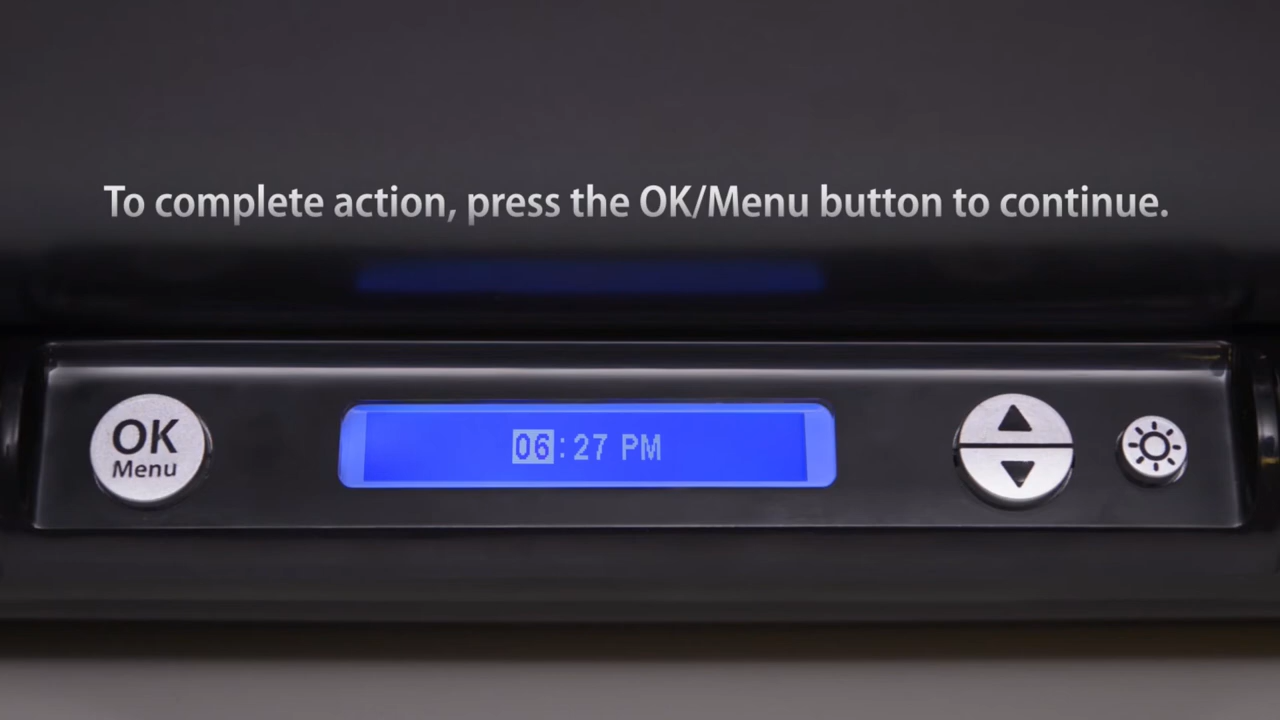 To complete action, press the OK/Menu button to continue.
OK
Menu
06:27 PM